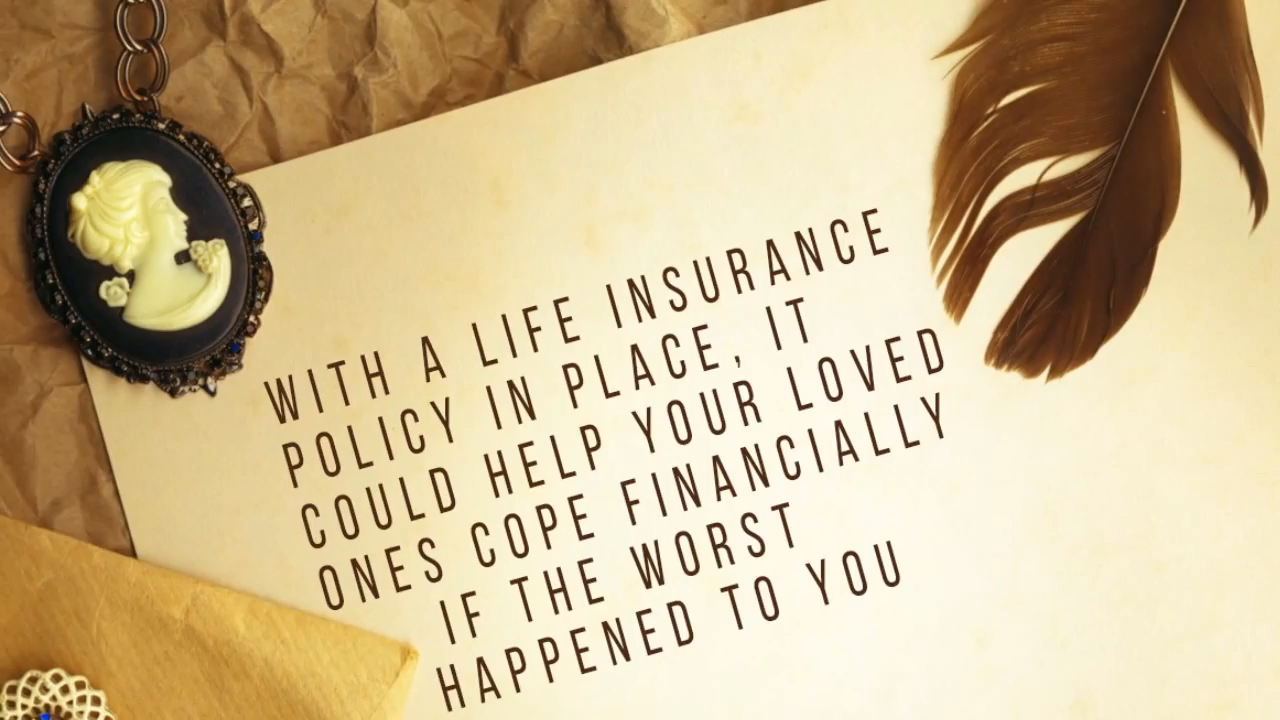 WITH A LIFE INSURANCE
POLICY IN PLACE, IT
COULD HELP YOUR LOVED
ONES COPE FINANCIALLY
IF THE WORST
HAPPENED TO YOU